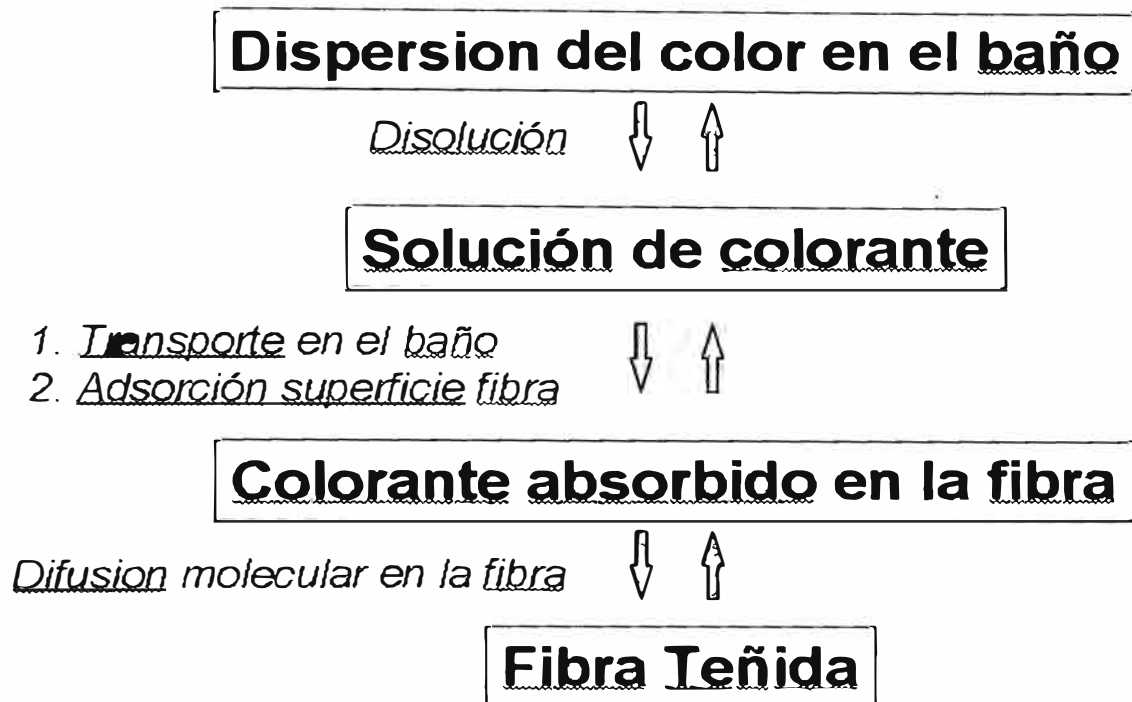 Dispersion del color en el baño
Disolución
Solución de colorante
1. Transporte en el baño
2. Adsorción superficie fibra
Colorante absorbido en la fibra
Difusion molecular en la fibra
Fibra Teñida